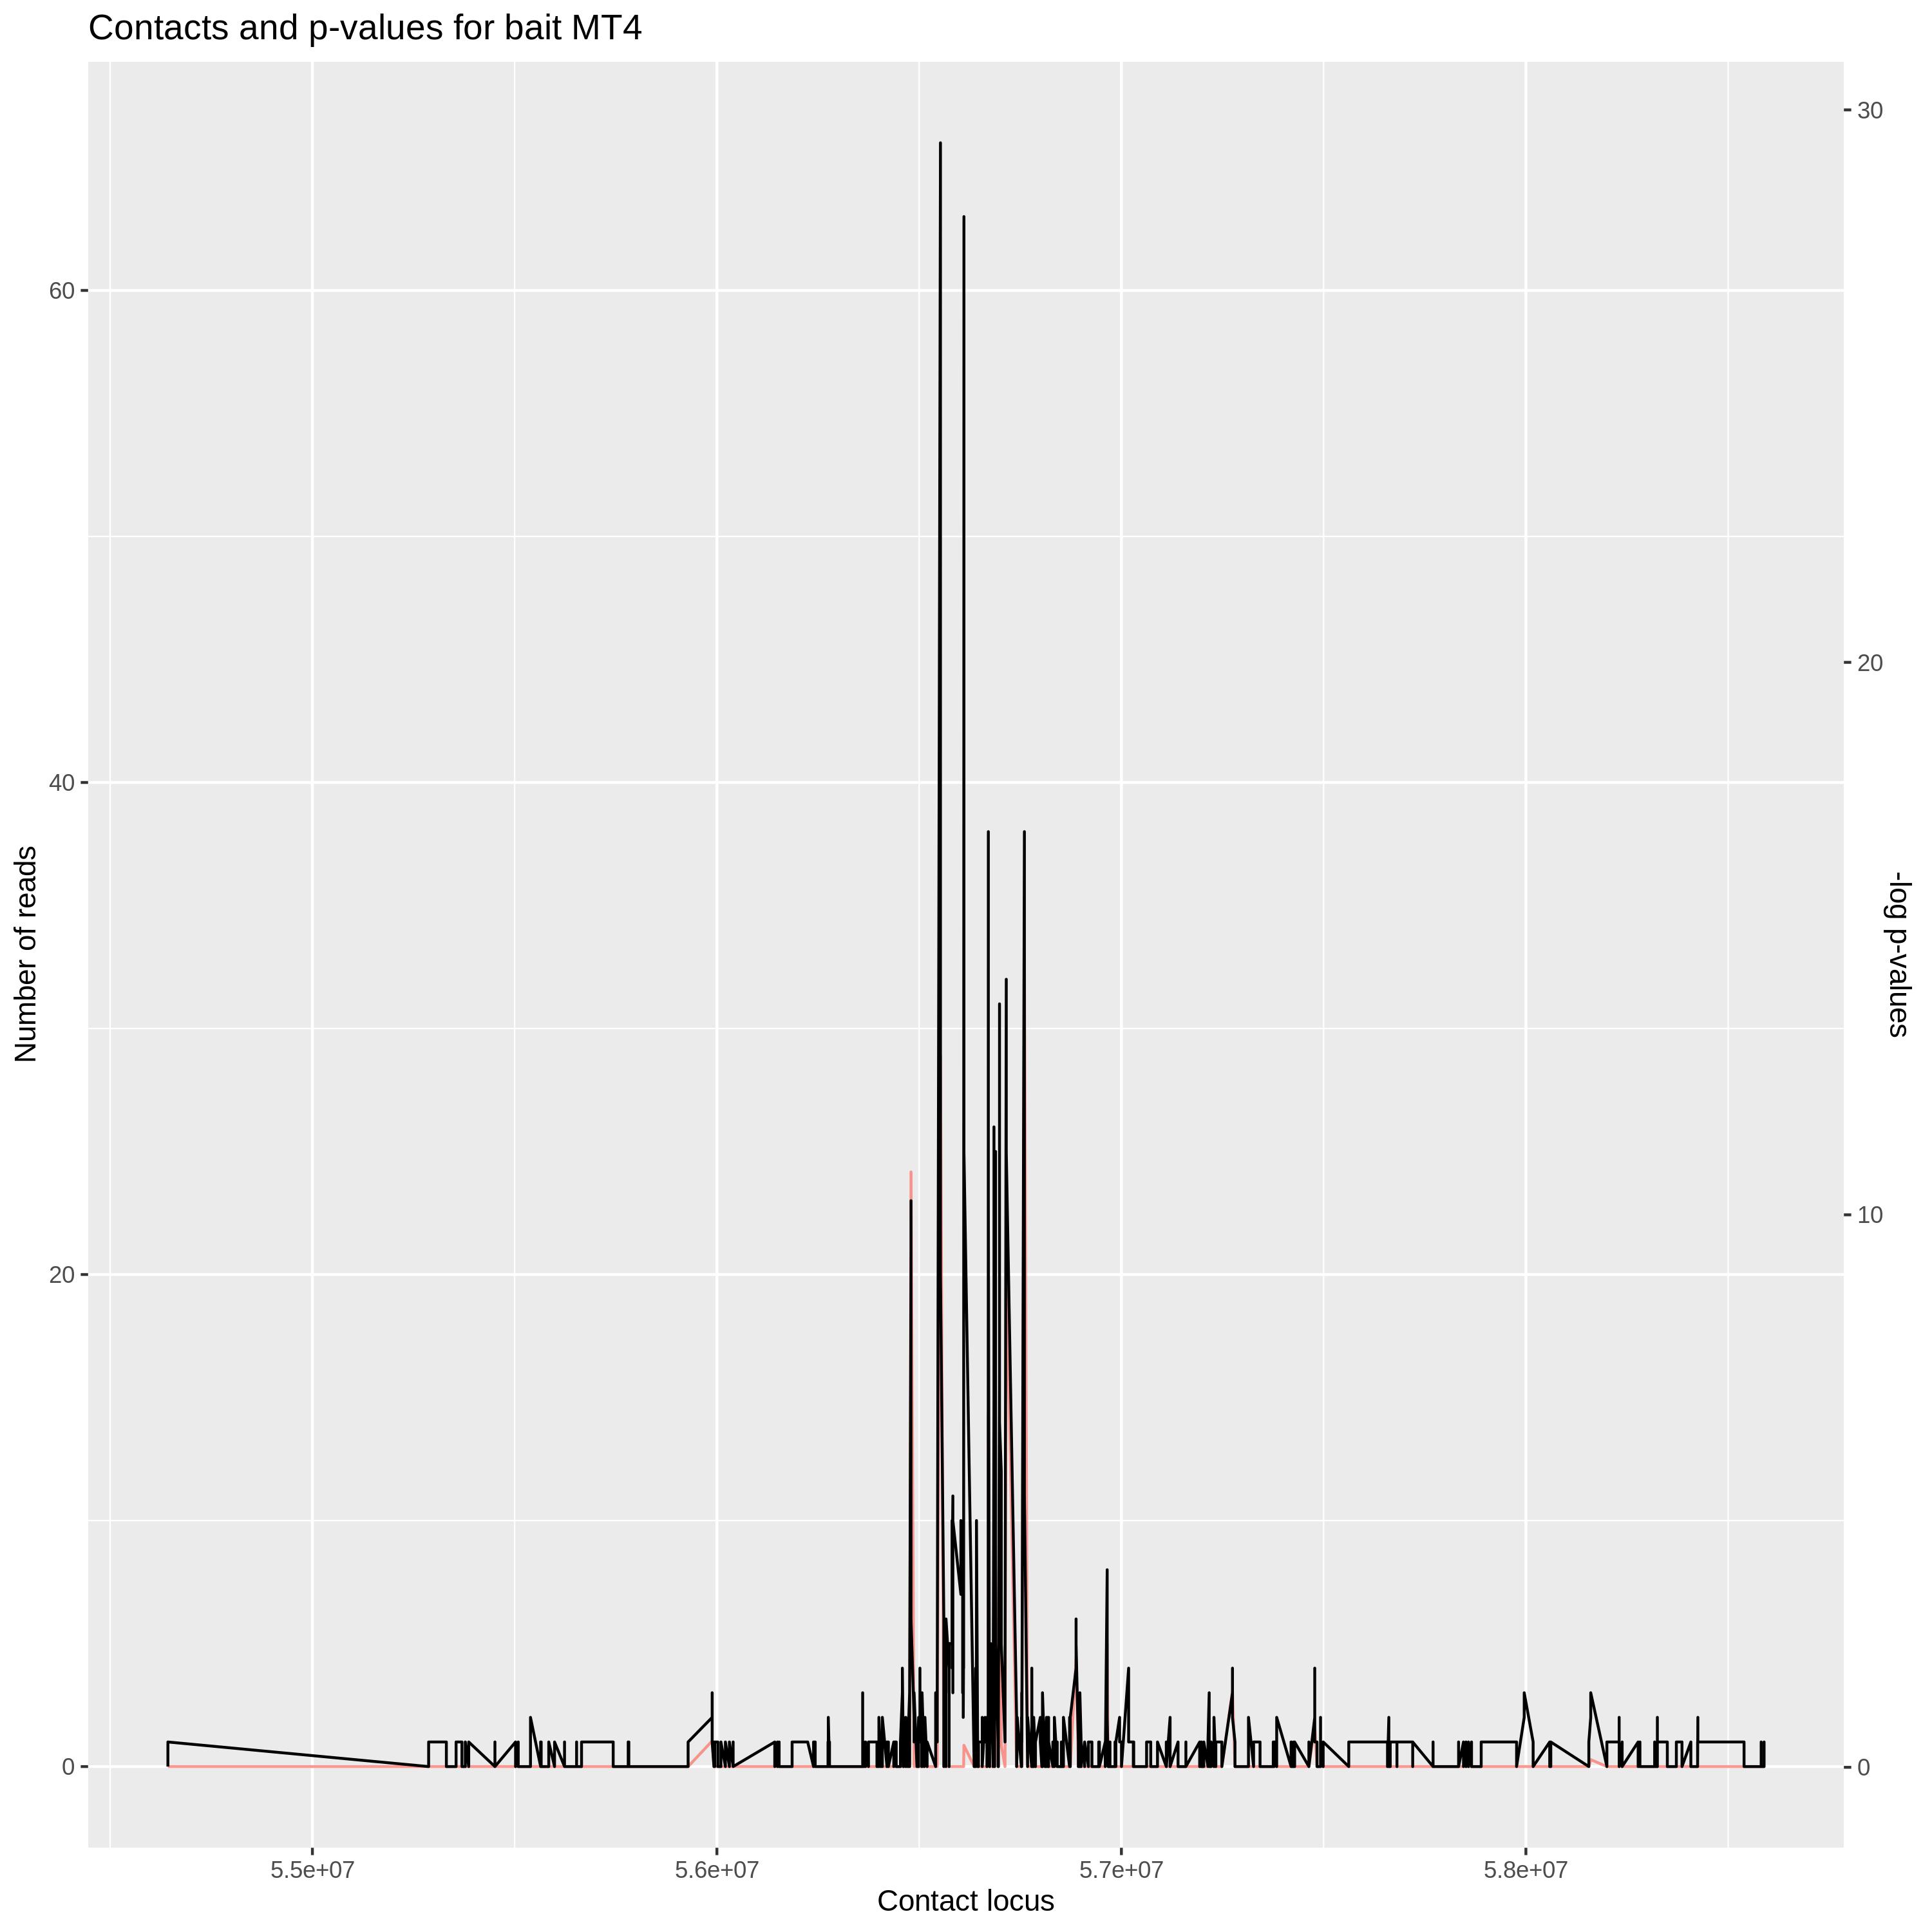 Contacts and p-values for bait MT4
30
60
20
40
Number of reads
-log p-values
10
20
0
0
5.5e+07
5.6e+07
5.7e+07
5.8e+07
Contact locus